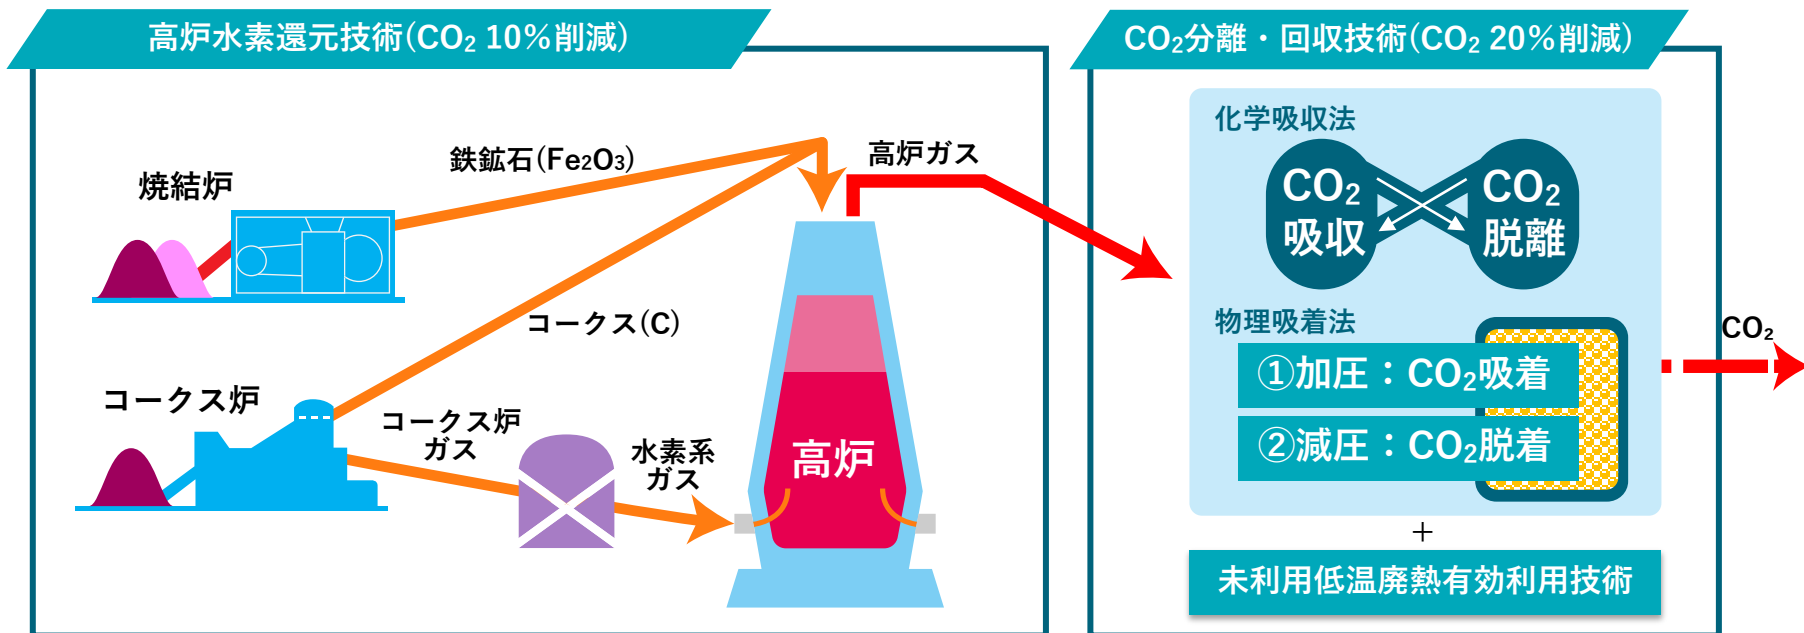 高炉水素還元技術(CO₂ 10%削減)
鉄鉱石(Fe₂O₃)
焼結炉
高炉ガス
コークス(C)
コークス炉
コークス炉
ガス
水素系
ガス
高炉
CO₂分離・回収技術(CO₂ 20%削減)
化学吸収法
CO₂
吸収
CO₂
脱離
物理吸着法
①加圧：CO₂吸着
②減圧：CO₂脱着
+
未利用低温廃熱有効利用技術
CO₂